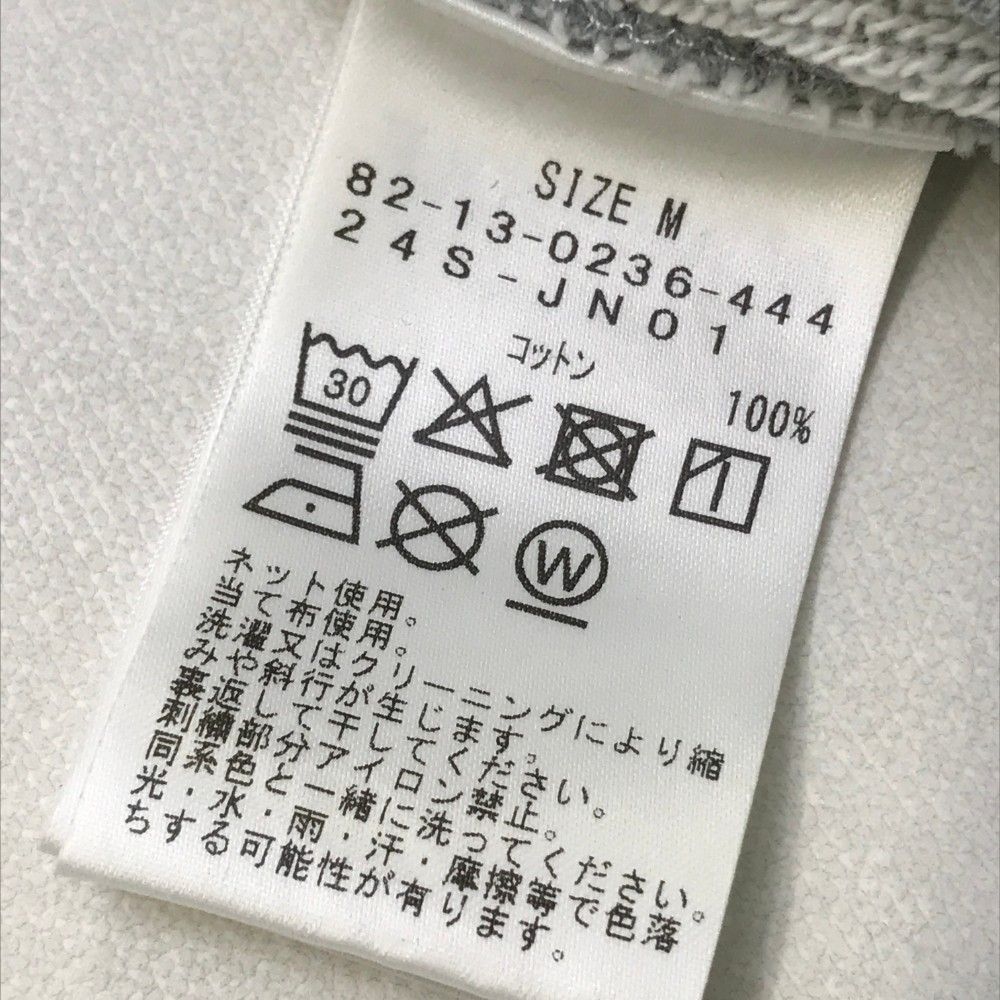 SIZE M
82-13-0236-444
24S-JN01
コットン
100%
30
W
ネット使用。
当て布使用。
洗濯又はクリーニングにより縮
みや斜行が生じます。
裏返して干してください。
刺繍部分アイロン禁止。
同系色と一緒に洗ってください。
光・水・雨・汗・摩擦等で色落
ちする可能性が有ります。